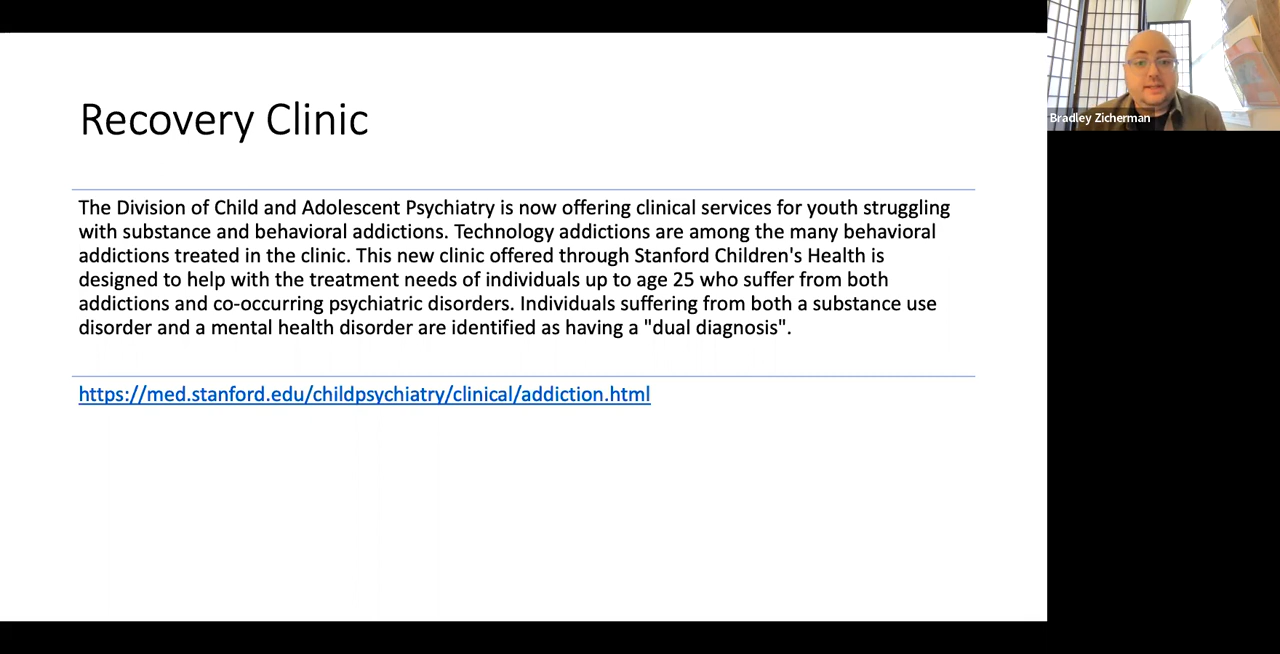 Recovery Clinic
The Division of Child and Adolescent Psychiatry is now offering clinical services for youth struggling
with substance and behavioral addictions. Technology addictions are among the many behavioral
addictions treated in the clinic. This new clinic offered through Stanford Children's Health is
designed to help with the treatment needs of individuals up to age 25 who suffer from both
addictions and co-occurring psychiatric disorders. Individuals suffering from both a substance use
disorder and a mental health disorder are identified as having a "dual diagnosis".
https://med.stanford.edu/childpsychiatry/clinical/addiction.html
Bradley Zicherman